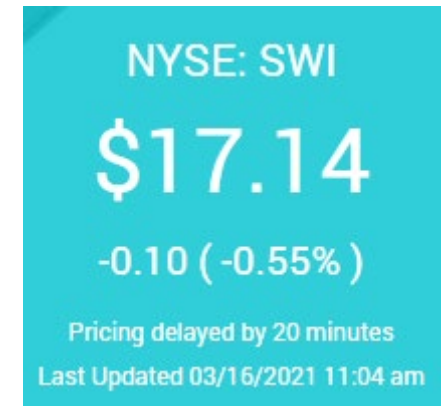 NYSE: SWI
$17.14
-0.10 ( -0.55% )
Pricing delayed by 20 minutes
Last Updated 03/16/2021 11:04 am